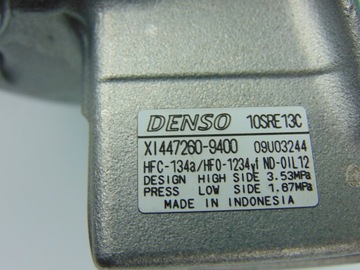 DENSO 10SRE13C
XI447260-9400 09U03244
HFC-134a/HFO-1234yf ND-OIL12
DESIGN HIGH SIDE 3.53MPa
PRESS LOW SIDE 1.67MPa
MADE IN INDONESIA